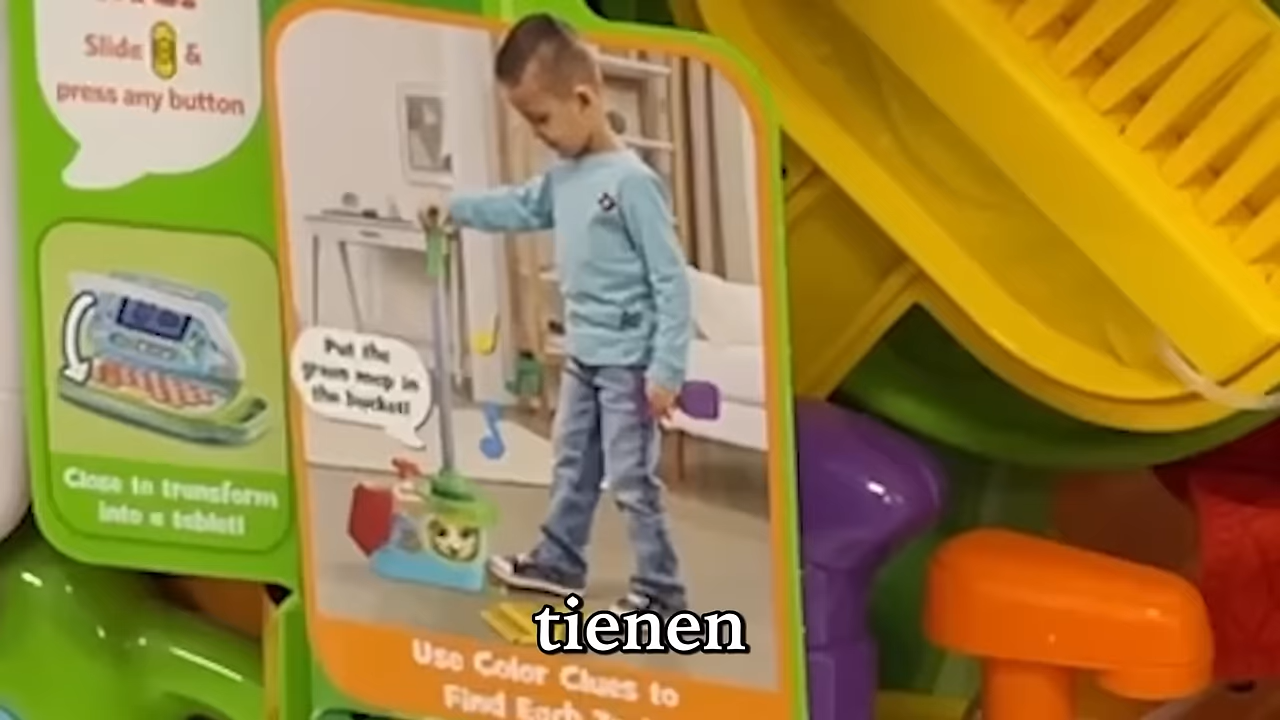 Slide &
press any button
Close to transform
into a tablet!
Put the
green mop in
the bucket!
tienen
Use Color Clues to
Find Each